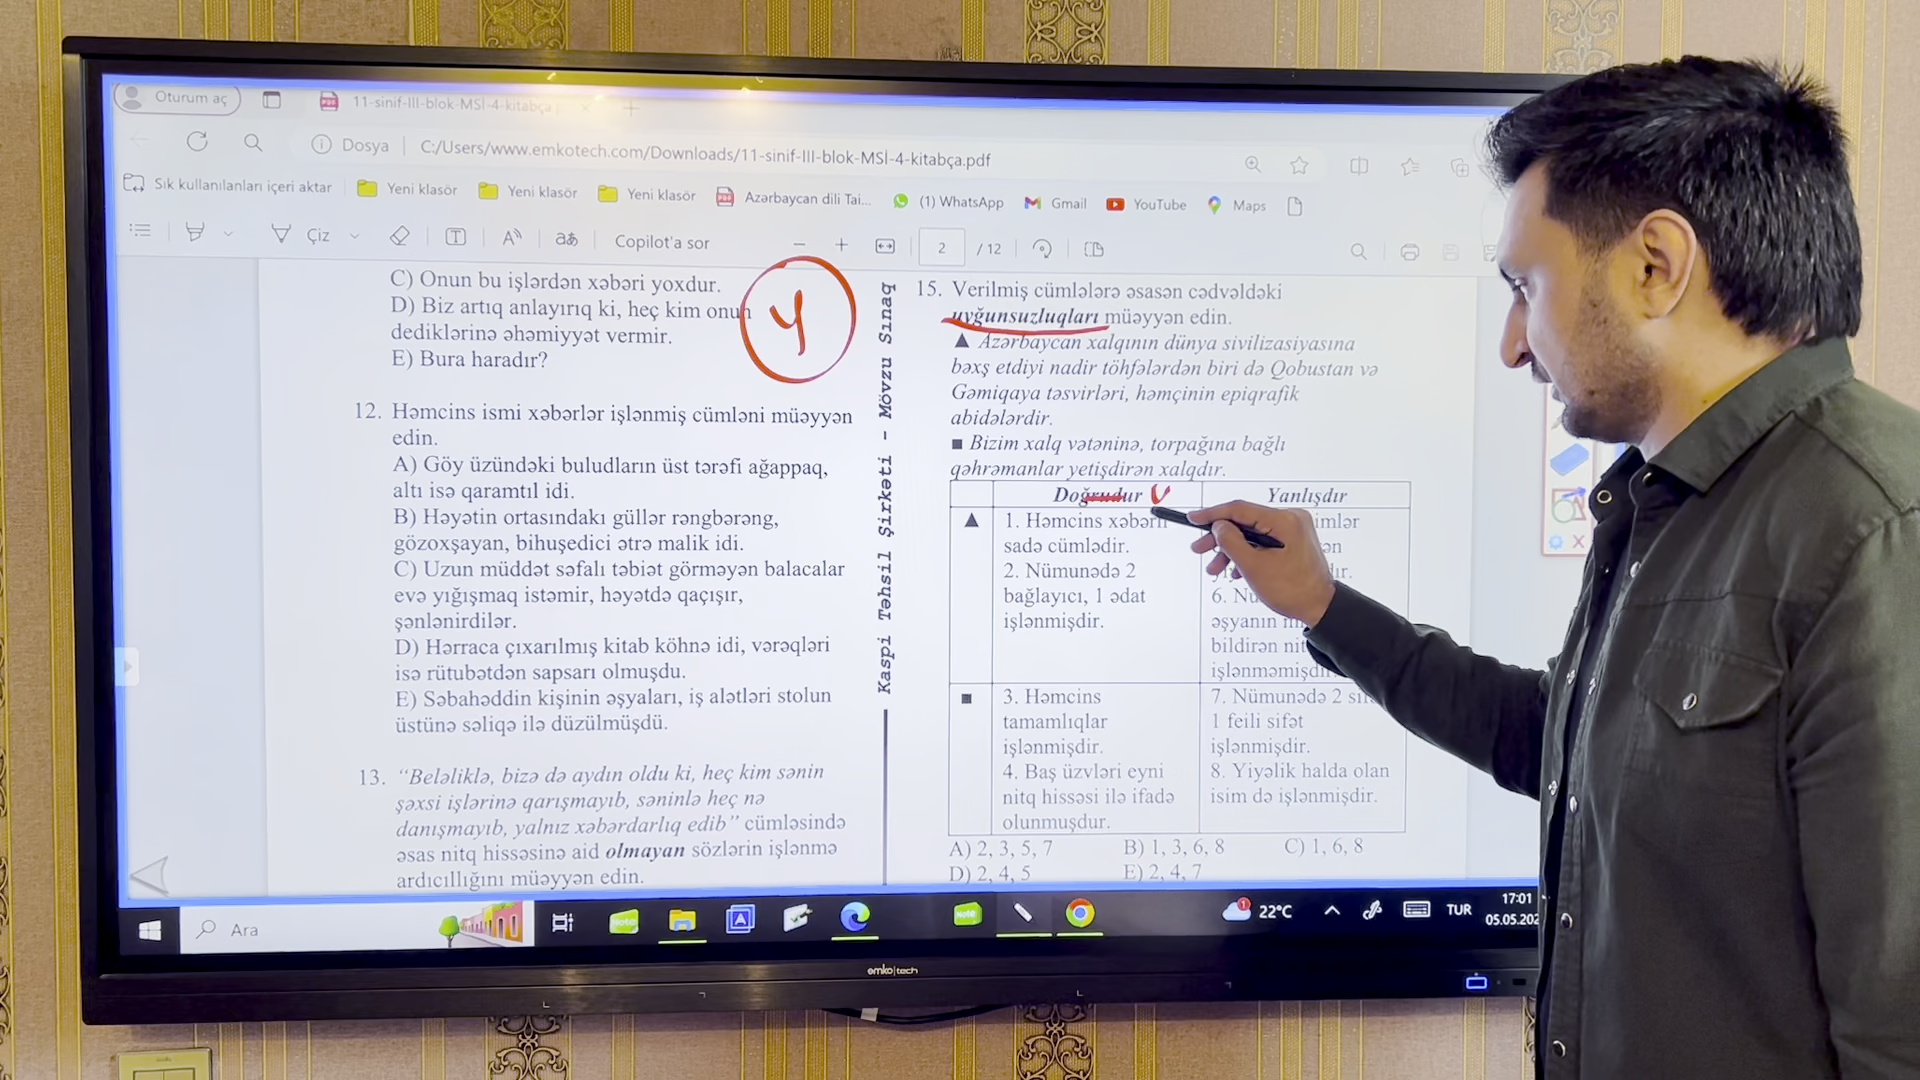 Oturum aç
11-sinif-III-blok-MSİ-4-kitabça
Dosya
C:/Users/www.emkotech.com/Downloads/11-sinif-III-blok-MSİ-4-kitabça.pdf
Sık kullanılanları içeri aktar
Yeni klasör
Yeni klasör
Yeni klasör
Azərbaycan dili Tai...
(1) WhatsApp
Gmail
YouTube
Maps
Çiz
aあ
Copilot'a sor
2
/ 12
C) Onun bu işlərdən xəbəri yoxdur.
D) Biz artıq anlayırıq ki, heç kim onun
dediklərinə əhəmiyyət vermir.
E) Bura haradır?
12. Həmcins ismi xəbərlər işlənmiş cümləni müəyyən
edin.
A) Göy üzündəki buludların üst tərəfi ağappaq,
altı isə qaramtıl idi.
B) Həyətin ortasındakı güllər rəngbərəng,
gözoxşayan, bihuşedici ətrə malik idi.
C) Uzun müddət səfalı təbiət görməyən balacalar
evə yığışmaq istəmir, həyətdə qaçışır,
şənlənirdilər.
D) Hərraca çıxarılmış kitab köhnə idi, vərəqləri
isə rütubətdən sapsarı olmuşdu.
E) Səbahəddin kişinin əşyaları, iş alətləri stolun
üstünə səliqə ilə düzülmüşdü.
13. “Beləliklə, bizə də aydın oldu ki, heç kim sənin
şəxsi işlərinə qarışmayıb, səninlə heç nə
danışmayıb, yalnız xəbərdarlıq edib” cümləsində
əsas nitq hissəsinə aid olmayan sözlərin işlənmə
ardıcıllığını müəyyən edin.
Kaspi Təhsil Şirkəti - Mövzu Sınaq
15. Verilmiş cümlələrə əsasən cədvəldəki
uyğunsuzluqları müəyyən edin.
▲ Azərbaycan xalqının dünya sivilizasiyasına
bəxş etdiyi nadir töhfələrdən biri də Qobustan və
Gəmiqaya təsvirləri, həmçinin epiqrafik
abidələrdir.
■ Bizim xalq vətəninə, torpağına bağlı
qəhrəmanlar yetişdirən xalqdır.
Doğrudur
Yanlışdır
▲
1. Həmcins xəbərli
sadə cümlədir.
2. Nümunədə 2
bağlayıcı, 1 ədat
işlənmişdir.
6.
əşyanın
bildirən
işlənməmişdir.
■
3. Həmcins
tamamlıqlar
işlənmişdir.
4. Baş üzvləri eyni
nitq hissəsi ilə ifadə
olunmuşdur.
7. Nümunədə 2
1 feili sifət
işlənmişdir.
8. Yiyəlik halda olan
isim də işlənmişdir.
A) 2, 3, 5, 7
B) 1, 3, 6, 8
C) 1, 6, 8
D) 2, 4, 5
E) 2, 4, 7
Ara
22°C
TUR
17:01
05.05.202
emko|tech